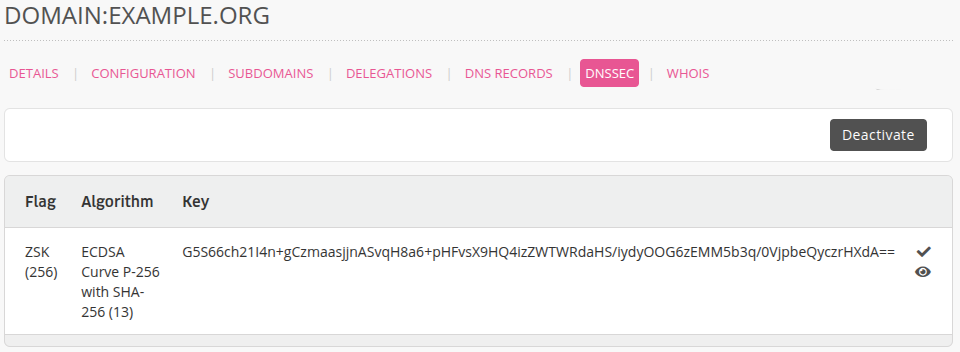 DOMAIN:EXAMPLE.ORG
DETAILS | CONFIGURATION | SUBDOMAINS | DELEGATIONS | DNS RECORDS | DNSSEC | WHOIS
Deactivate
Flag Algorithm Key
ZSK ECDSA G5S66ch21I4n+gCzmaasjjnASvqH8a6+pHFvsX9HQ4izZWTWRdaHS/iydyOOG6zEMM5b3q/0VjpbeQyczrHXdA==
(256) Curve P-256
with SHA-
256 (13)